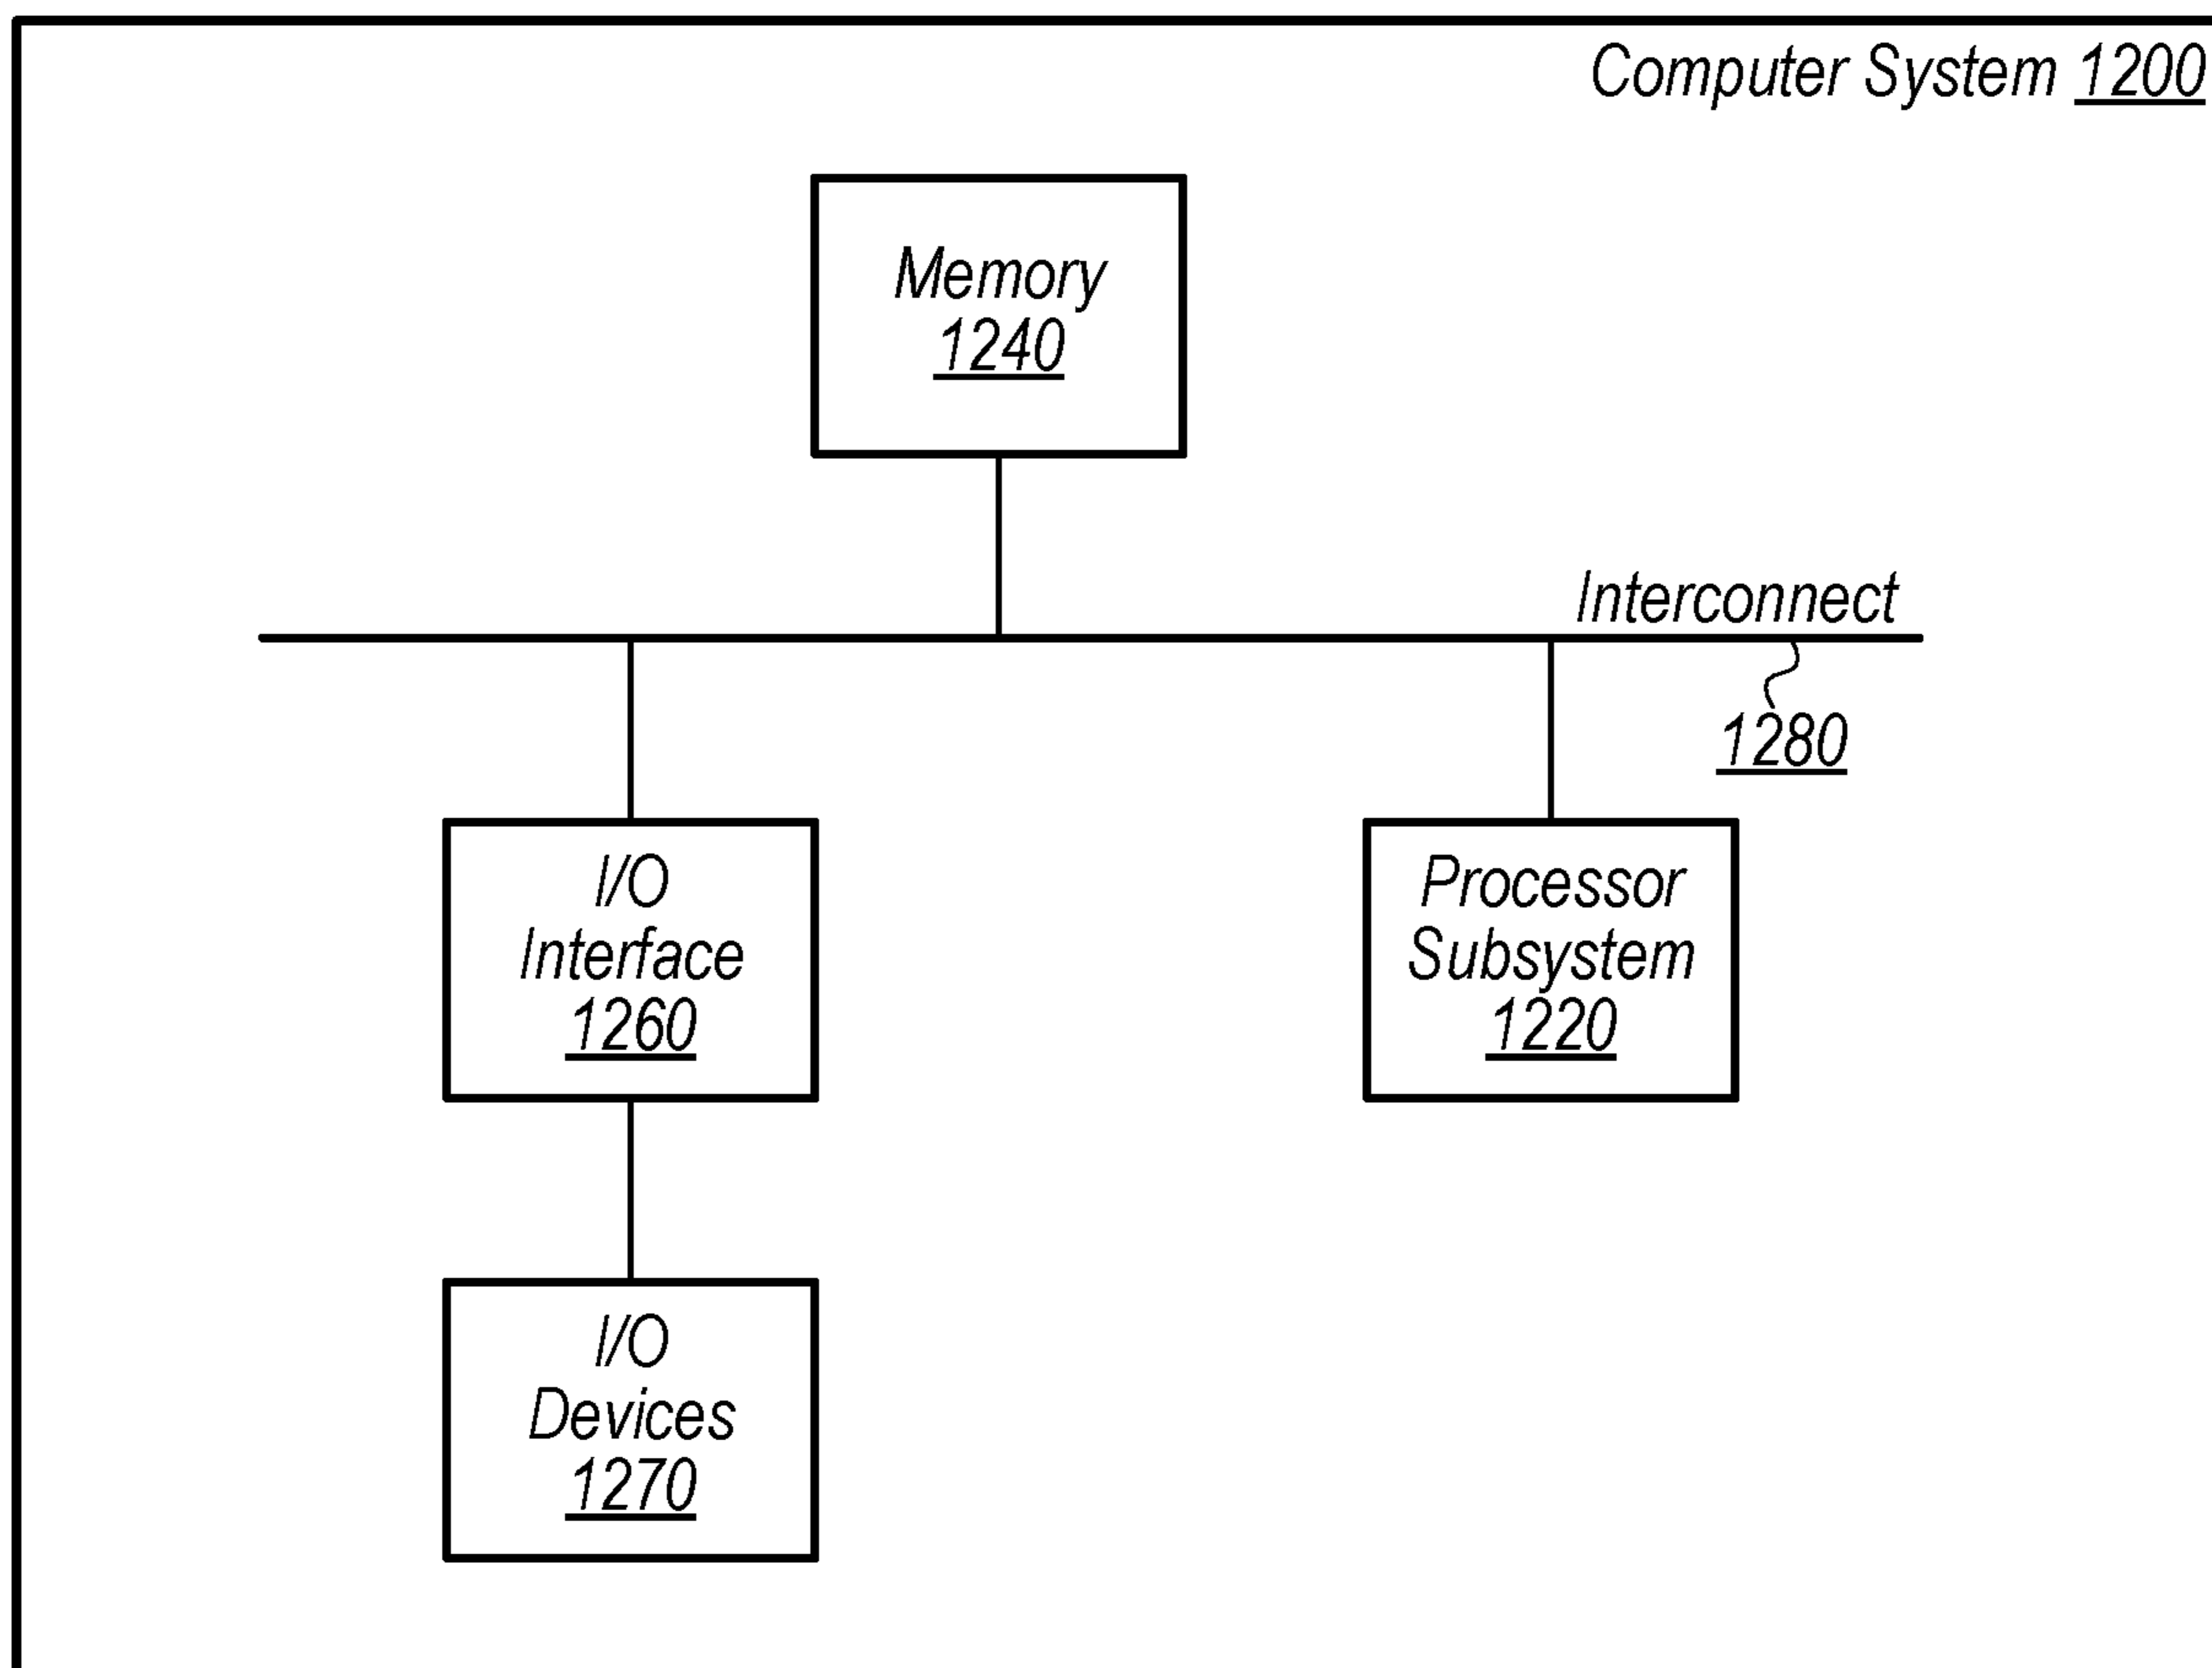 Computer System 1200
Memory
1240
Interconnect
1280
I/O
Interface
1260
Processor
Subsystem
1220
I/O
Devices
1270